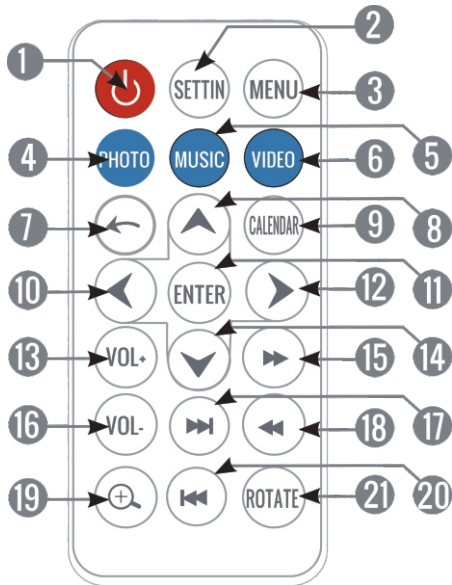 2
1 SETTIN MENU 3
4 PHOTO MUSIC VIDEO 6 5
7 CALENDAR 9 8
10 ENTER 12 11
13 VOL+ 15 14
16 VOL- 18 17
19 ROTATE 21 20